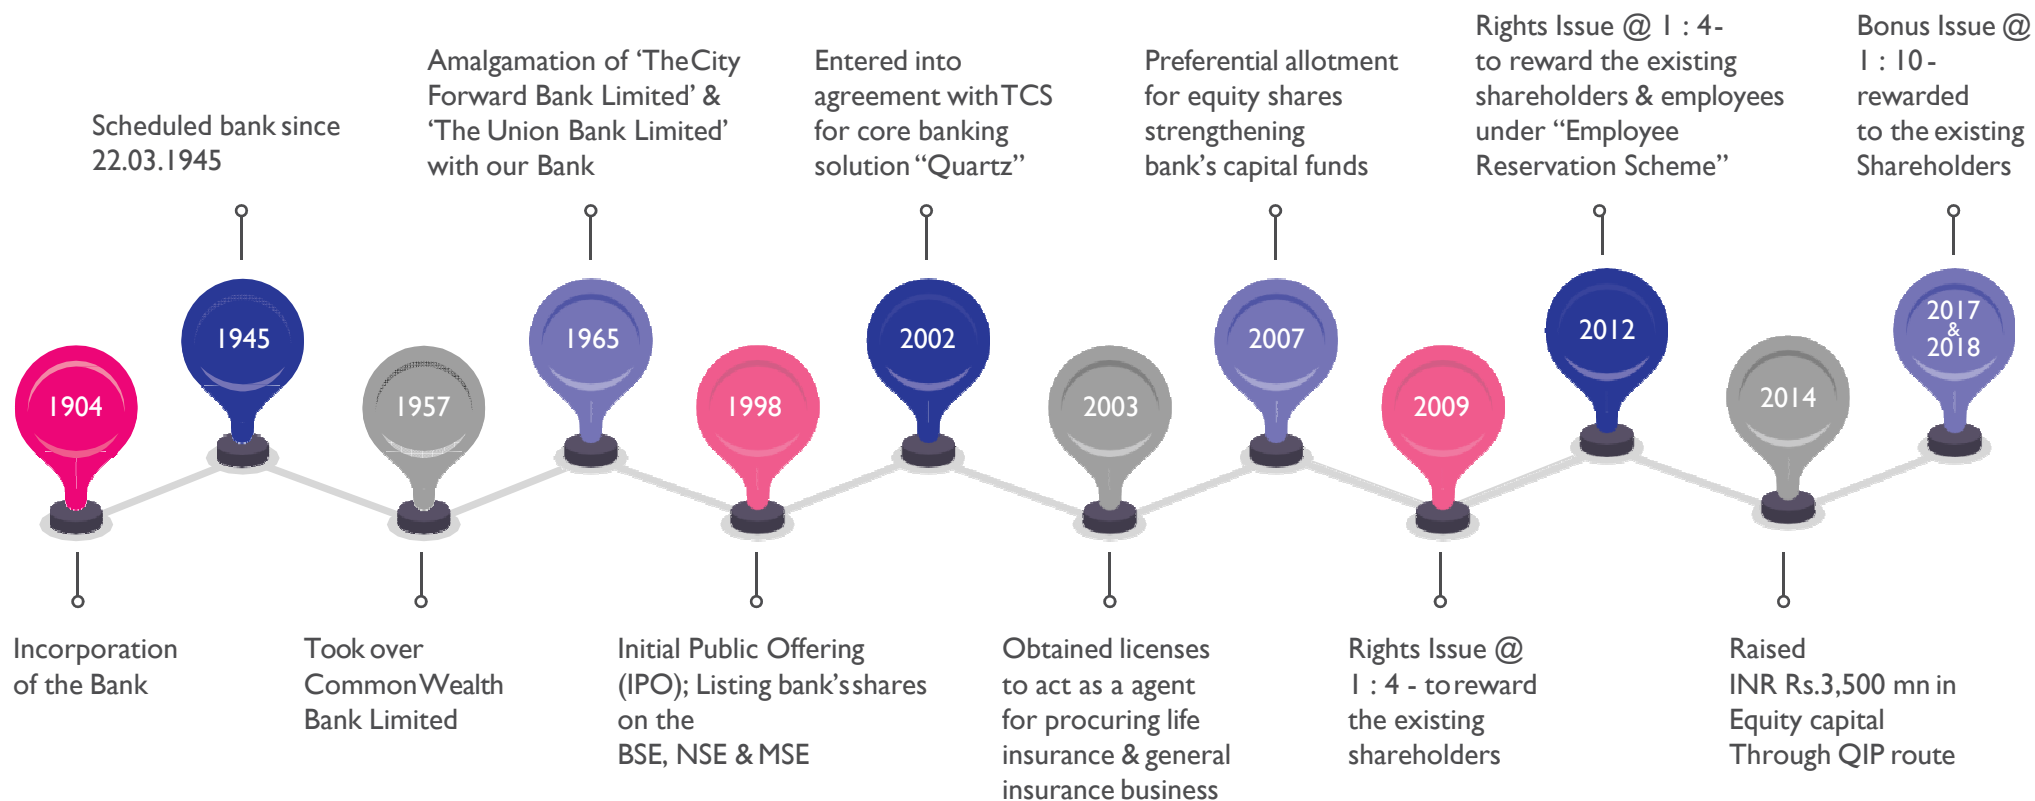 Scheduled bank since
22.03.1945
Amalgamation of ‘The City
Forward Bank Limited’ &
‘The Union Bank Limited’
with our Bank
Entered into
agreement with TCS
for core banking
solution “Quartz”
Preferential allotment
for equity shares
strengthening
bank’s capital funds
Rights Issue @ 1 : 4-
to reward the existing
shareholders & employees
under “Employee
Reservation Scheme”
Bonus Issue @
1 : 10 -
rewarded
to the existing
Shareholders
1904
1945
1957
1965
1998
2002
2003
2007
2009
2012
2014
2017
&
2018
Incorporation
of the Bank
Took over
Common Wealth
Bank Limited
Initial Public Offering
(IPO); Listing bank’s shares
on the
BSE, NSE & MSE
Obtained licenses
to act as a agent
for procuring life
insurance & general
insurance business
Rights Issue @
1 : 4 - to reward
the existing
shareholders
Raised
INR Rs.3,500 mn in
Equity capital
Through QIP route